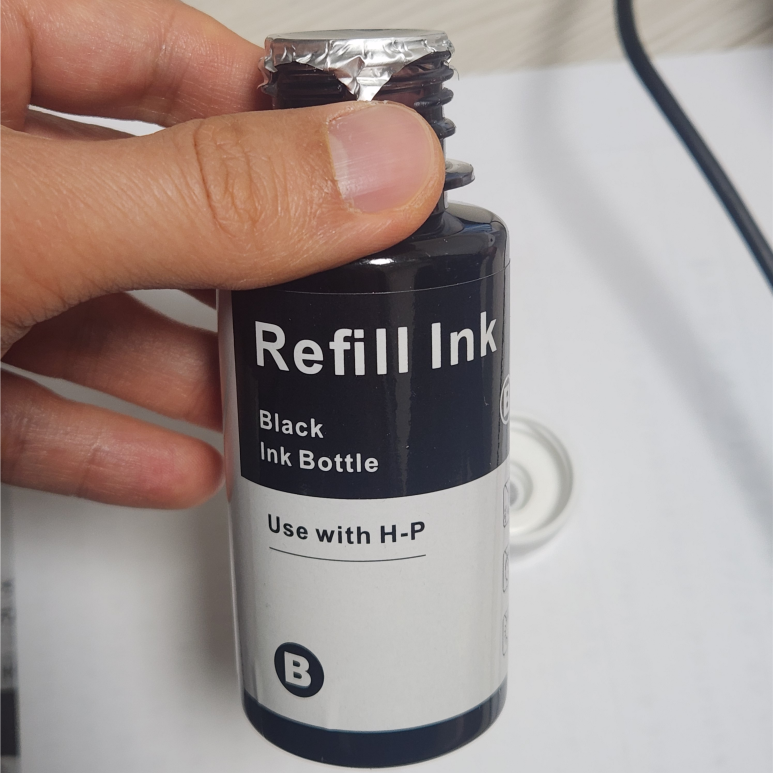 Refill Ink
Black
Ink Bottle
Use with H-P
B